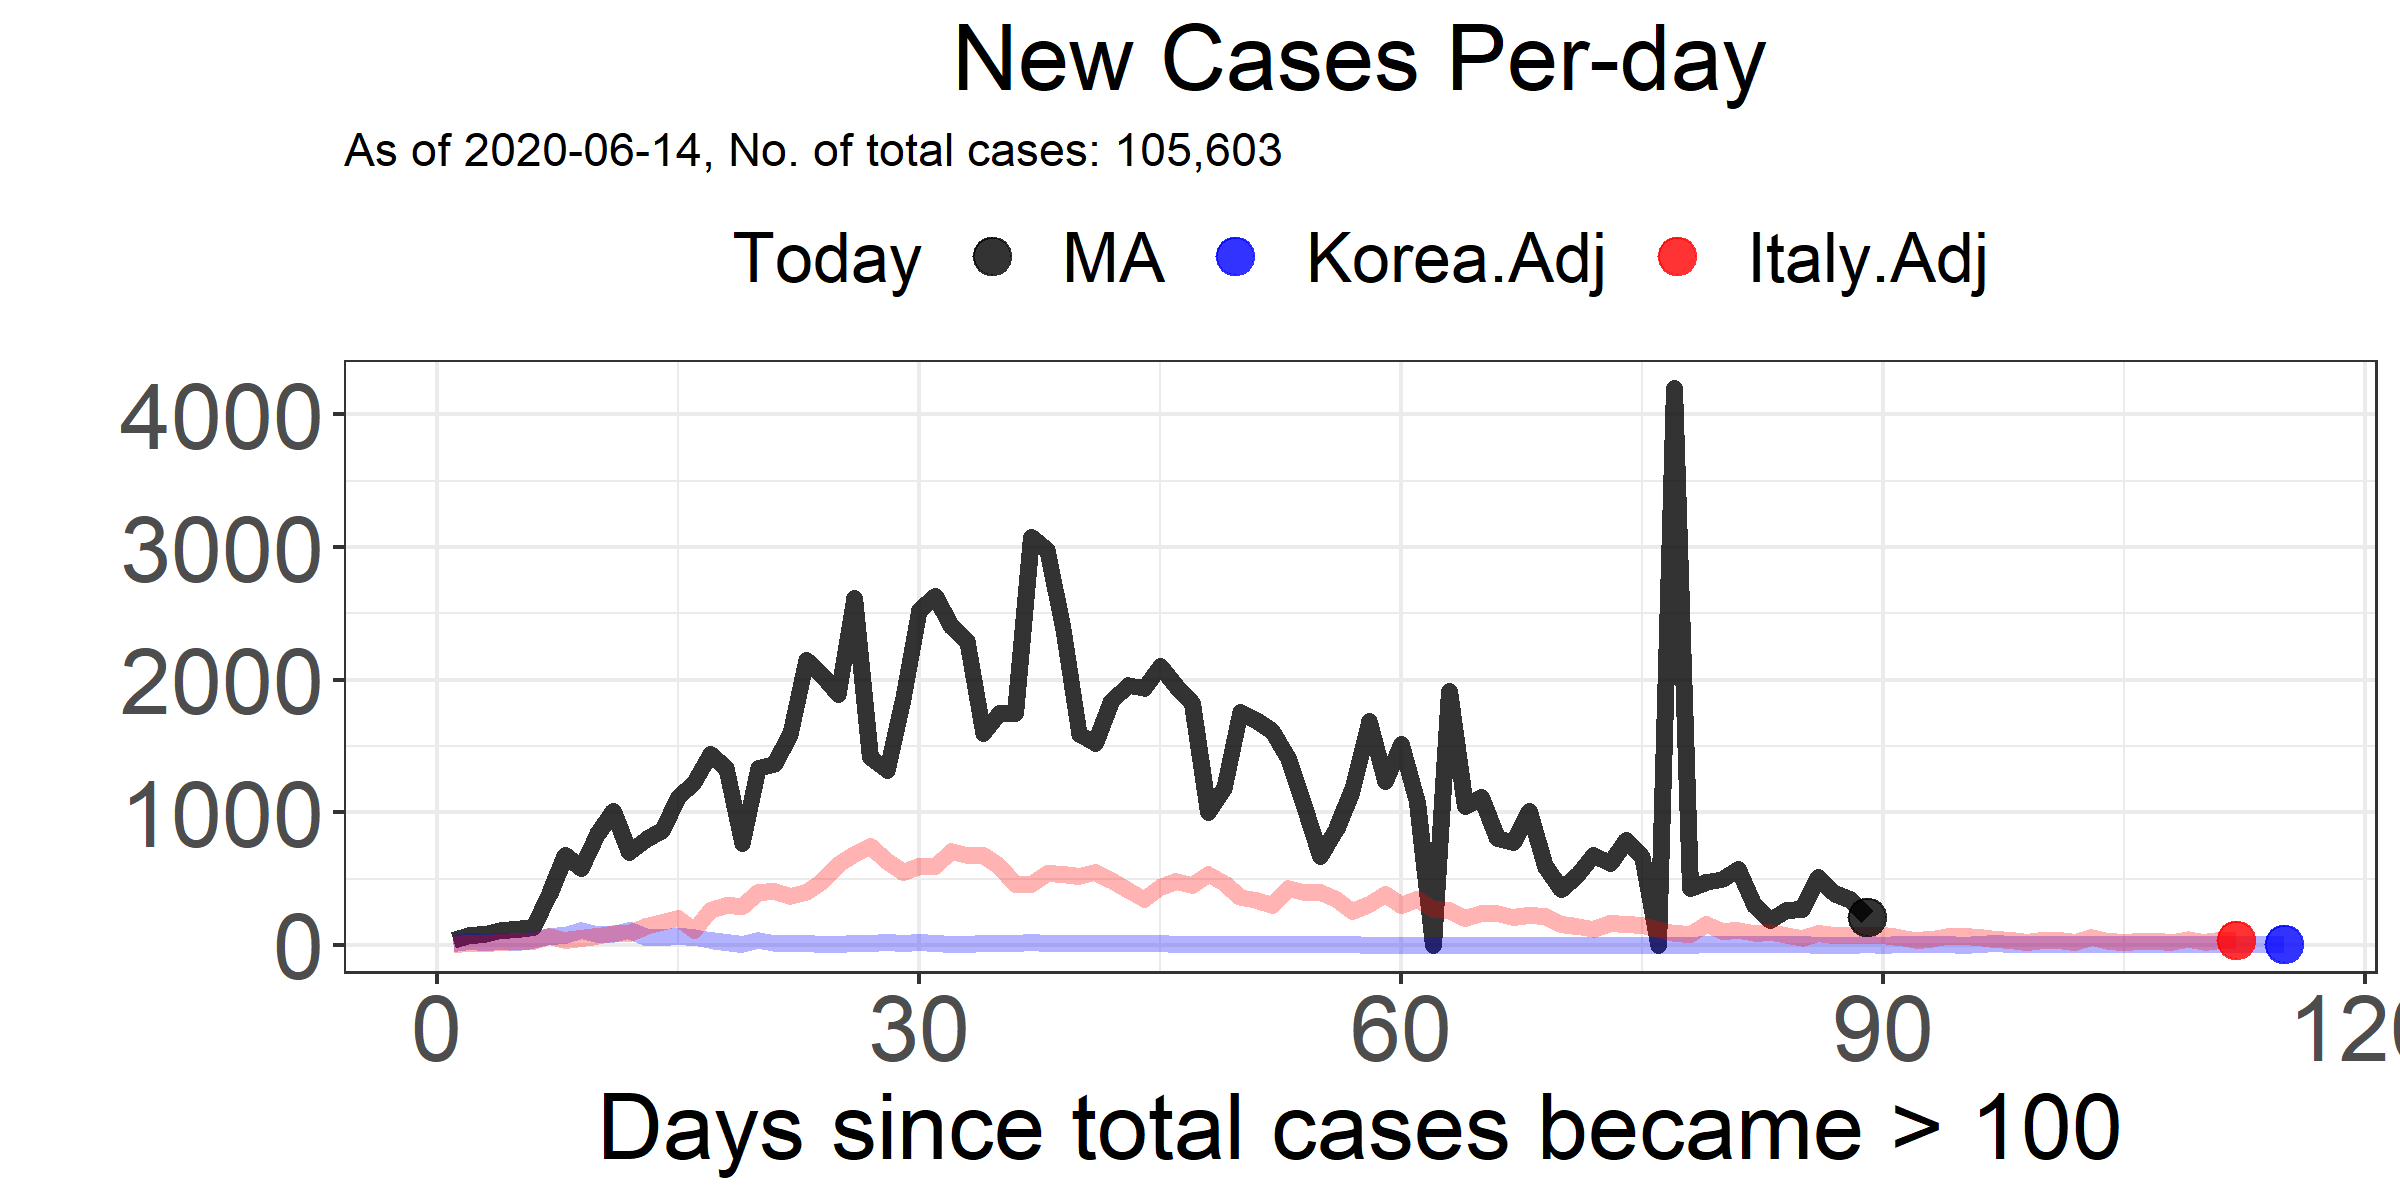 New Cases Per-day
As of 2020-06-14, No. of total cases: 105,603
Today MA Korea.Adj Italy.Adj
4000
3000
2000
1000
0
0 30 60 90
Days since total cases became > 100